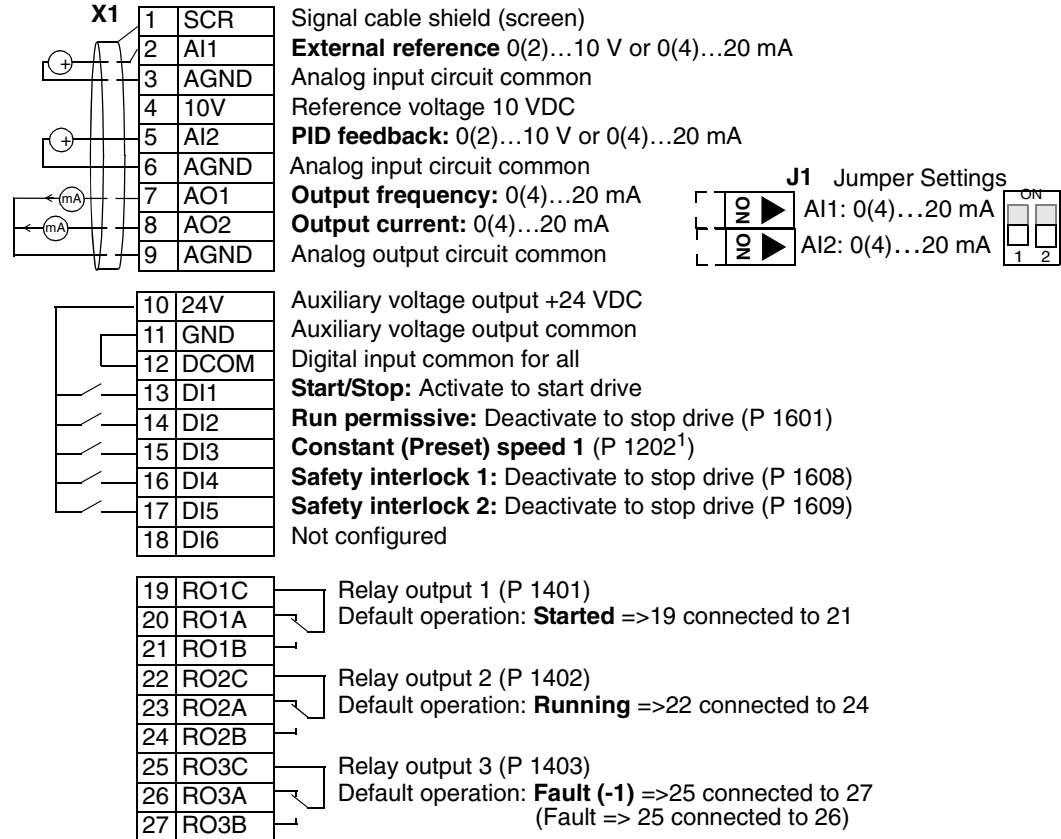 X1
1 SCR Signal cable shield (screen)
2 AI1 External reference 0(2)…10 V or 0(4)…20 mA
3 AGND Analog input circuit common
4 10V Reference voltage 10 VDC
5 AI2 PID feedback: 0(2)…10 V or 0(4)…20 mA
6 AGND Analog input circuit common
7 AO1 Output frequency: 0(4)…20 mA
8 AO2 Output current: 0(4)…20 mA
9 AGND Analog output circuit common
+
+
mA
mA
J1 Jumper Settings
ON AI1: 0(4)…20 mA
ON AI2: 0(4)…20 mA
ON
1 2
10 24V Auxiliary voltage output +24 VDC
11 GND Auxiliary voltage output common
12 DCOM Digital input common for all
13 DI1 Start/Stop: Activate to start drive
14 DI2 Run permissive: Deactivate to stop drive (P 1601)
15 DI3 Constant (Preset) speed 1 (P 1202¹)
16 DI4 Safety interlock 1: Deactivate to stop drive (P 1608)
17 DI5 Safety interlock 2: Deactivate to stop drive (P 1609)
18 DI6 Not configured
19 RO1C Relay output 1 (P 1401)
20 RO1A Default operation: Started =>19 connected to 21
21 RO1B
22 RO2C Relay output 2 (P 1402)
23 RO2A Default operation: Running =>22 connected to 24
24 RO2B
25 RO3C Relay output 3 (P 1403)
26 RO3A Default operation: Fault (-1) =>25 connected to 27
27 RO3B (Fault => 25 connected to 26)